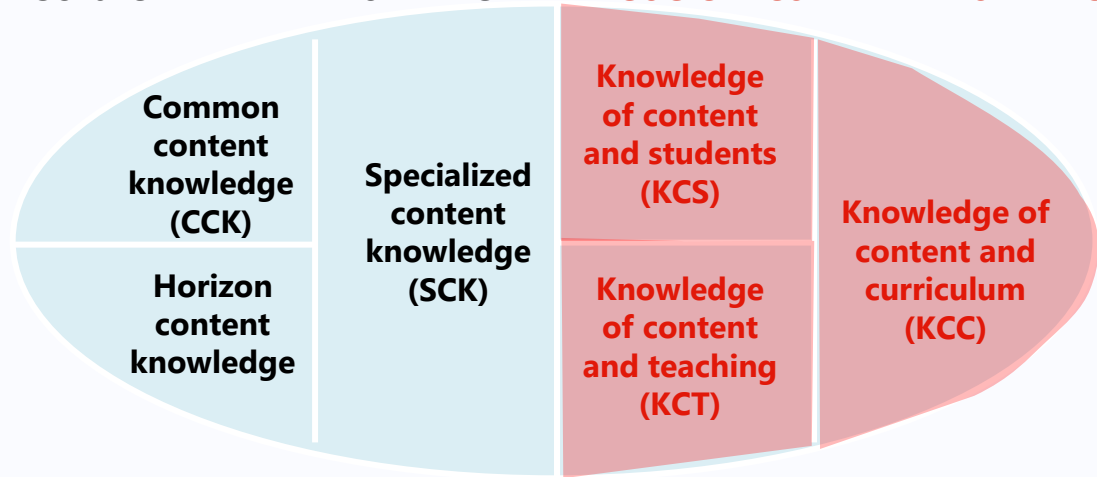 Common
content
knowledge
(CCK)
Horizon
content
knowledge
Specialized
content
knowledge
(SCK)
Knowledge
of content
and students
(KCS)
Knowledge
of content
and teaching
(KCT)
Knowledge of
content and
curriculum
(KCC)